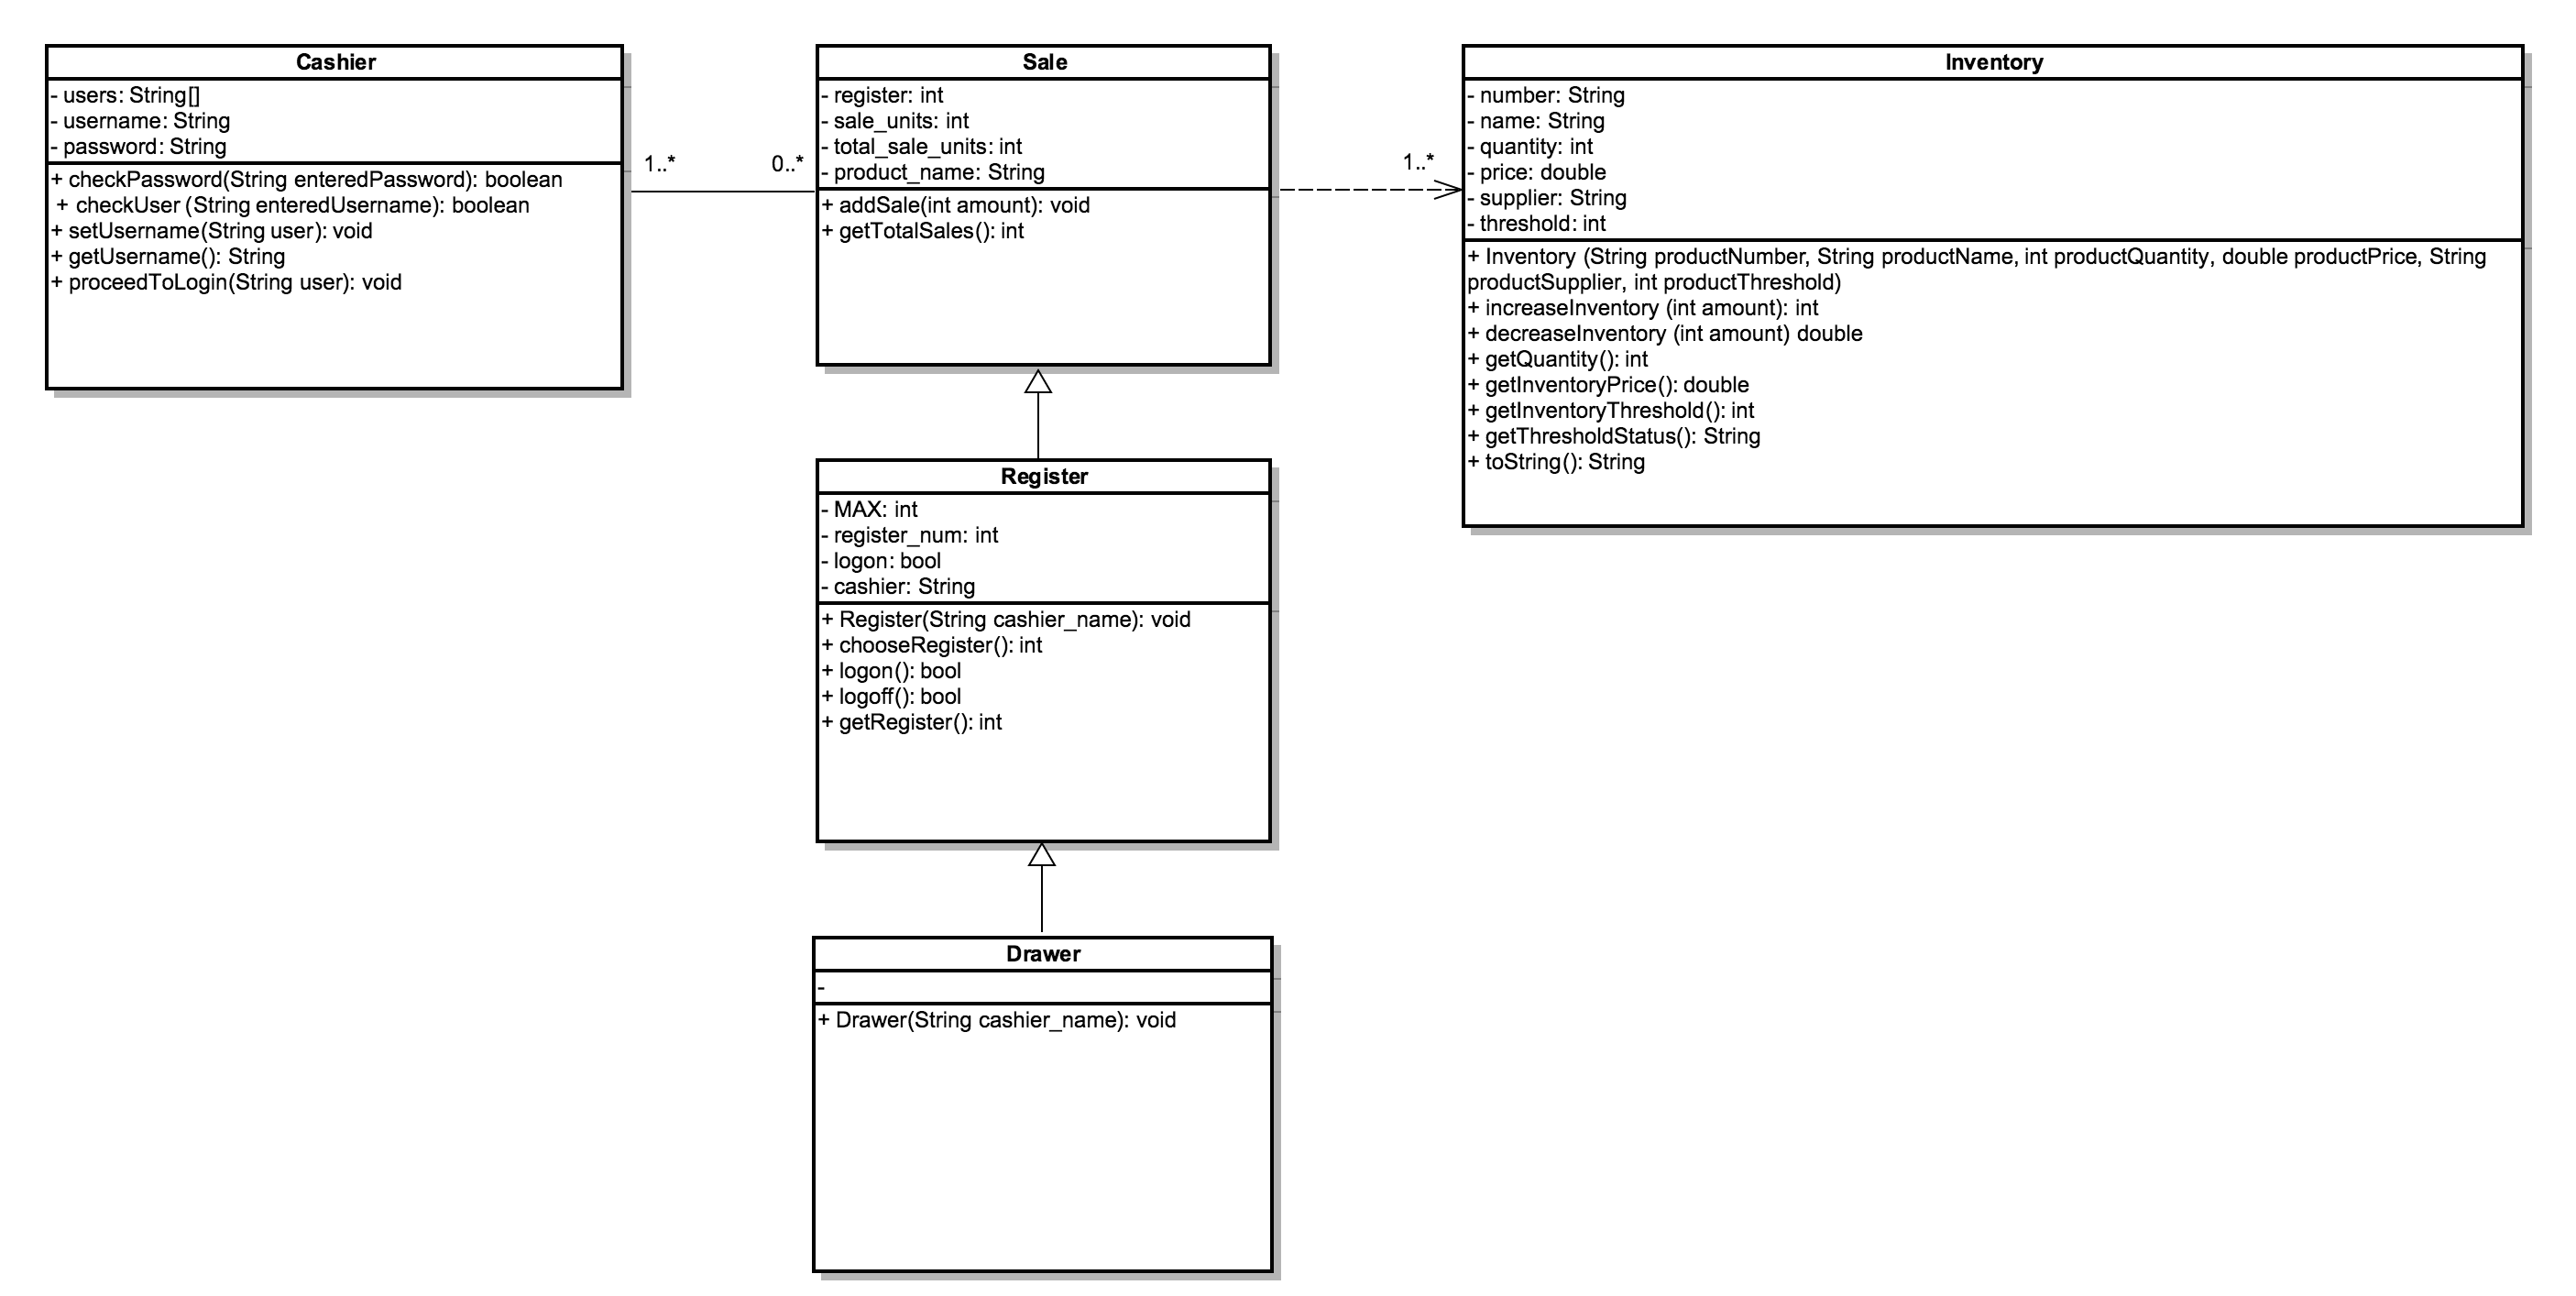 Cashier
- users: String[]
- username: String
- password: String
+ checkPassword(String enteredPassword): boolean
+ checkUser (String enteredUsername): boolean
+ setUsername(String user): void
+ getUsername(): String
+ proceedToLogin(String user): void
1..*
0..*
Sale
- register: int
- sale_units: int
- total_sale_units: int
- product_name: String
+ addSale(int amount): void
+ getTotalSales(): int
1..*
Inventory
- number: String
- name: String
- quantity: int
- price: double
- supplier: String
- threshold: int
+ Inventory (String productNumber, String productName, int productQuantity, double productPrice, String
productSupplier, int productThreshold)
+ increaseInventory (int amount): int
+ decreaseInventory (int amount) double
+ getQuantity(): int
+ getInventoryPrice(): double
+ getInventoryThreshold(): int
+ getThresholdStatus(): String
+ toString(): String
Register
- MAX: int
- register_num: int
- logon: bool
- cashier: String
+ Register(String cashier_name): void
+ chooseRegister(): int
+ logon(): bool
+ logoff(): bool
+ getRegister(): int
Drawer
-
+ Drawer(String cashier_name): void